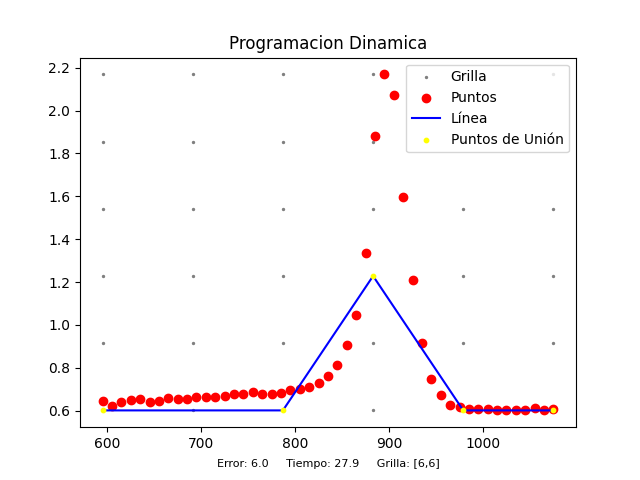 Programacion Dinamica
2.2
2.0
1.8
1.6
1.4
1.2
1.0
0.8
0.6
Grilla
Puntos
Línea
Puntos de Unión
600 700 800 900 1000
Error: 6.0 Tiempo: 27.9 Grilla: [6,6]